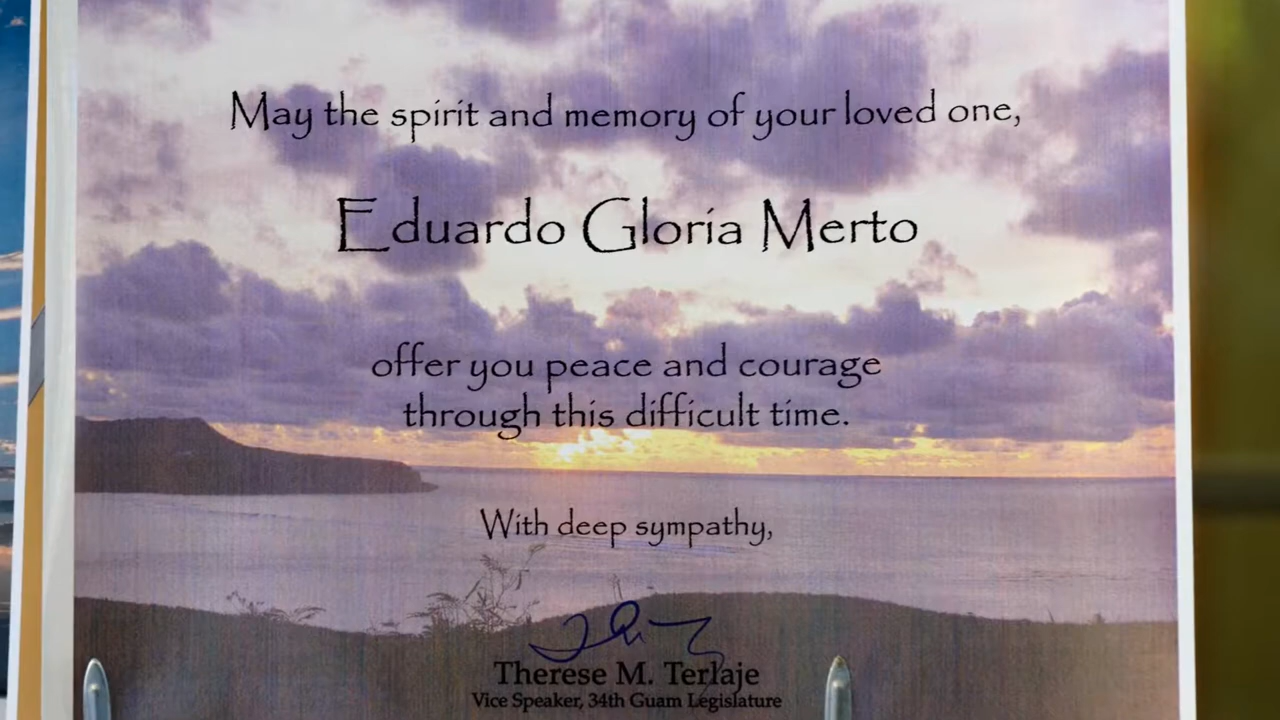 May the spirit and memory of your loved one,
Eduardo Gloria Merto
offer you peace and courage
through this difficult time.
With deep sympathy,
Therese M. Terlaje
Vice Speaker, 34th Guam Legislature